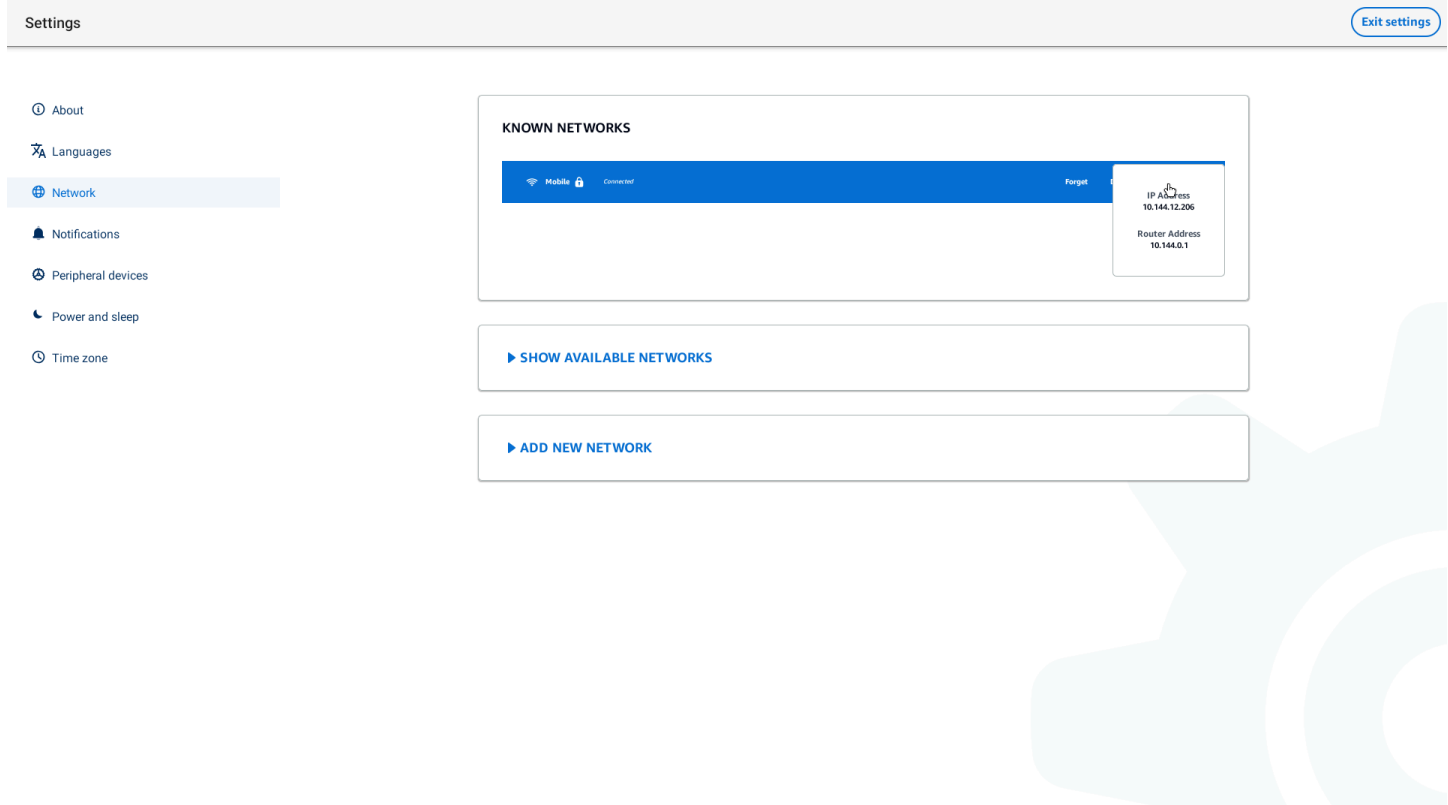 Settings
Exit settings
About
Languages
Network
Notifications
Peripheral devices
Power and sleep
Time zone
KNOWN NETWORKS
Mobile Connected Forget
IP Address
10.144.12.206
Router Address
10.144.0.1
SHOW AVAILABLE NETWORKS
ADD NEW NETWORK